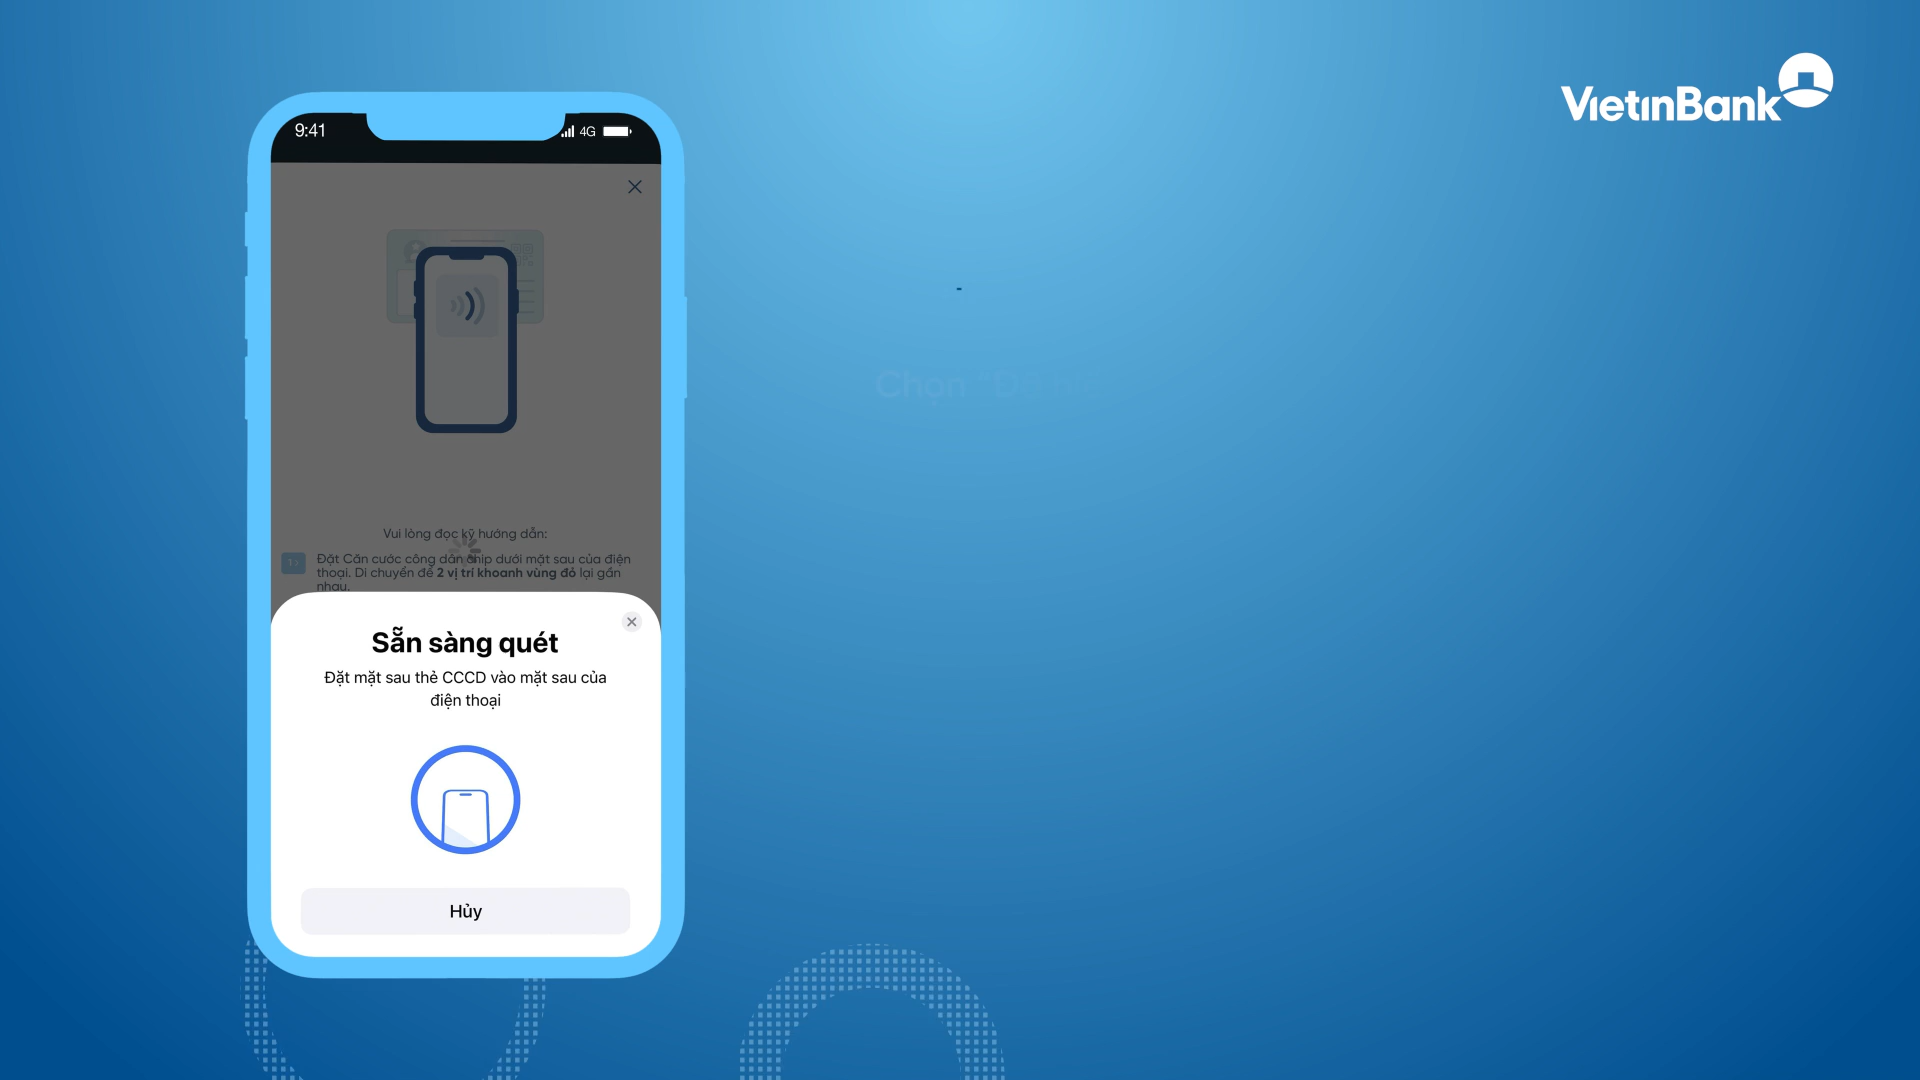 VietinBank
9:41
4G
Chọn "Đ
Vui lòng đọc kỹ hướng dẫn:
Đặt Căn cước công dân chip dưới mặt sau của điện
thoại. Di chuyển để 2 vị trí khoanh vùng đỏ lại gần
nhau.
Sẵn sàng quét
Đặt mặt sau thẻ CCCD vào mặt sau của
điện thoại
Hủy